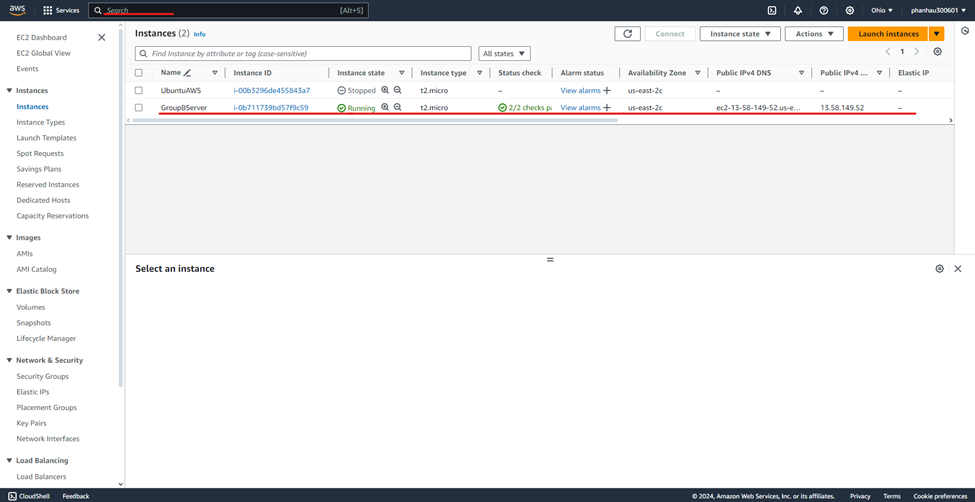 aws Services Search [Alt+S] Ohio phanhau300601
EC2 Dashboard
EC2 Global View
Events
Instances
Instances
Instance Types
Launch Templates
Spot Requests
Savings Plans
Reserved Instances
Dedicated Hosts
Capacity Reservations
Images
AMIs
AMI Catalog
Elastic Block Store
Volumes
Snapshots
Lifecycle Manager
Network & Security
Security Groups
Elastic IPs
Placement Groups
Key Pairs
Network Interfaces
Load Balancing
Load Balancers
Instances (2) Info Connect Instance state Actions Launch instances
Find Instance by attribute or tag (case-sensitive) All states 1
Name Instance ID Instance state Instance type Status check Alarm status Availability Zone Public IPv4 DNS Public IPv4 ... Elastic IP
UbuntuAWS i-00b3296de455843a7 Stopped t2.micro – View alarms + us-east-2c – – –
GroupBServer i-0b711739bd57f9c59 Running t2.micro 2/2 checks pa View alarms + us-east-2c ec2-13-58-149-52.us-e... 13.58.149.52 –
Select an instance
CloudShell Feedback © 2024, Amazon Web Services, Inc. or its affiliates. Privacy Terms Cookie preferences